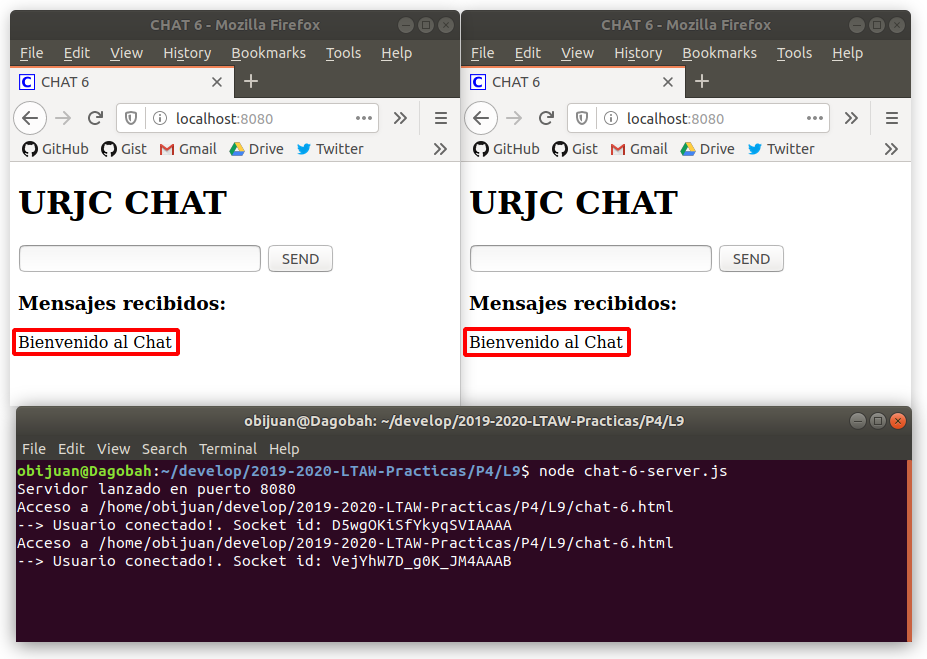 CHAT 6 - Mozilla Firefox
File Edit View History Bookmarks Tools Help
C CHAT 6
localhost:8080
GitHub Gist Gmail Drive Twitter
URJC CHAT
SEND
Mensajes recibidos:
Bienvenido al Chat
CHAT 6 - Mozilla Firefox
File Edit View History Bookmarks Tools Help
C CHAT 6
localhost:8080
GitHub Gist Gmail Drive Twitter
URJC CHAT
SEND
Mensajes recibidos:
Bienvenido al Chat
obijuan@Dagobah: ~/develop/2019-2020-LTAW-Practicas/P4/L9
File Edit View Search Terminal Help
obijuan@Dagobah:~/develop/2019-2020-LTAW-Practicas/P4/L9$ node chat-6-server.js
Servidor lanzado en puerto 8080
Acceso a /home/obijuan/develop/2019-2020-LTAW-Practicas/P4/L9/chat-6.html
--> Usuario conectado!. Socket id: D5wgOKiSfYkyqSVIAAAA
Acceso a /home/obijuan/develop/2019-2020-LTAW-Practicas/P4/L9/chat-6.html
--> Usuario conectado!. Socket id: VejYhW7D_g0K_JM4AAAB